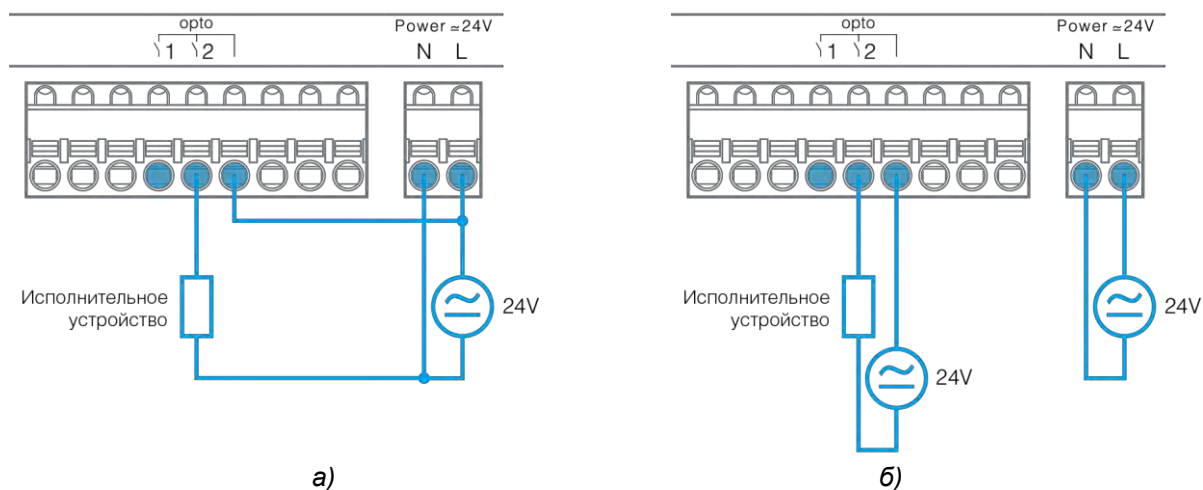 opto
Power ≃24V
1 2
N L
Исполнительное
устройство
24V
а)
opto
Power ≃24V
1 2
N L
Исполнительное
устройство
24V
24V
б)